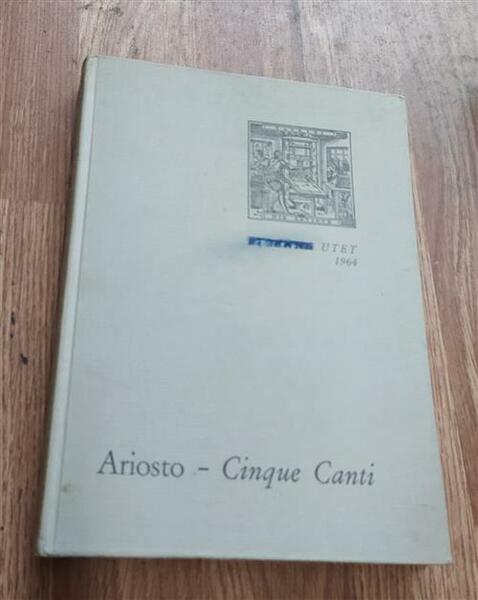 UTET
1964
Ariosto – Cinque Canti